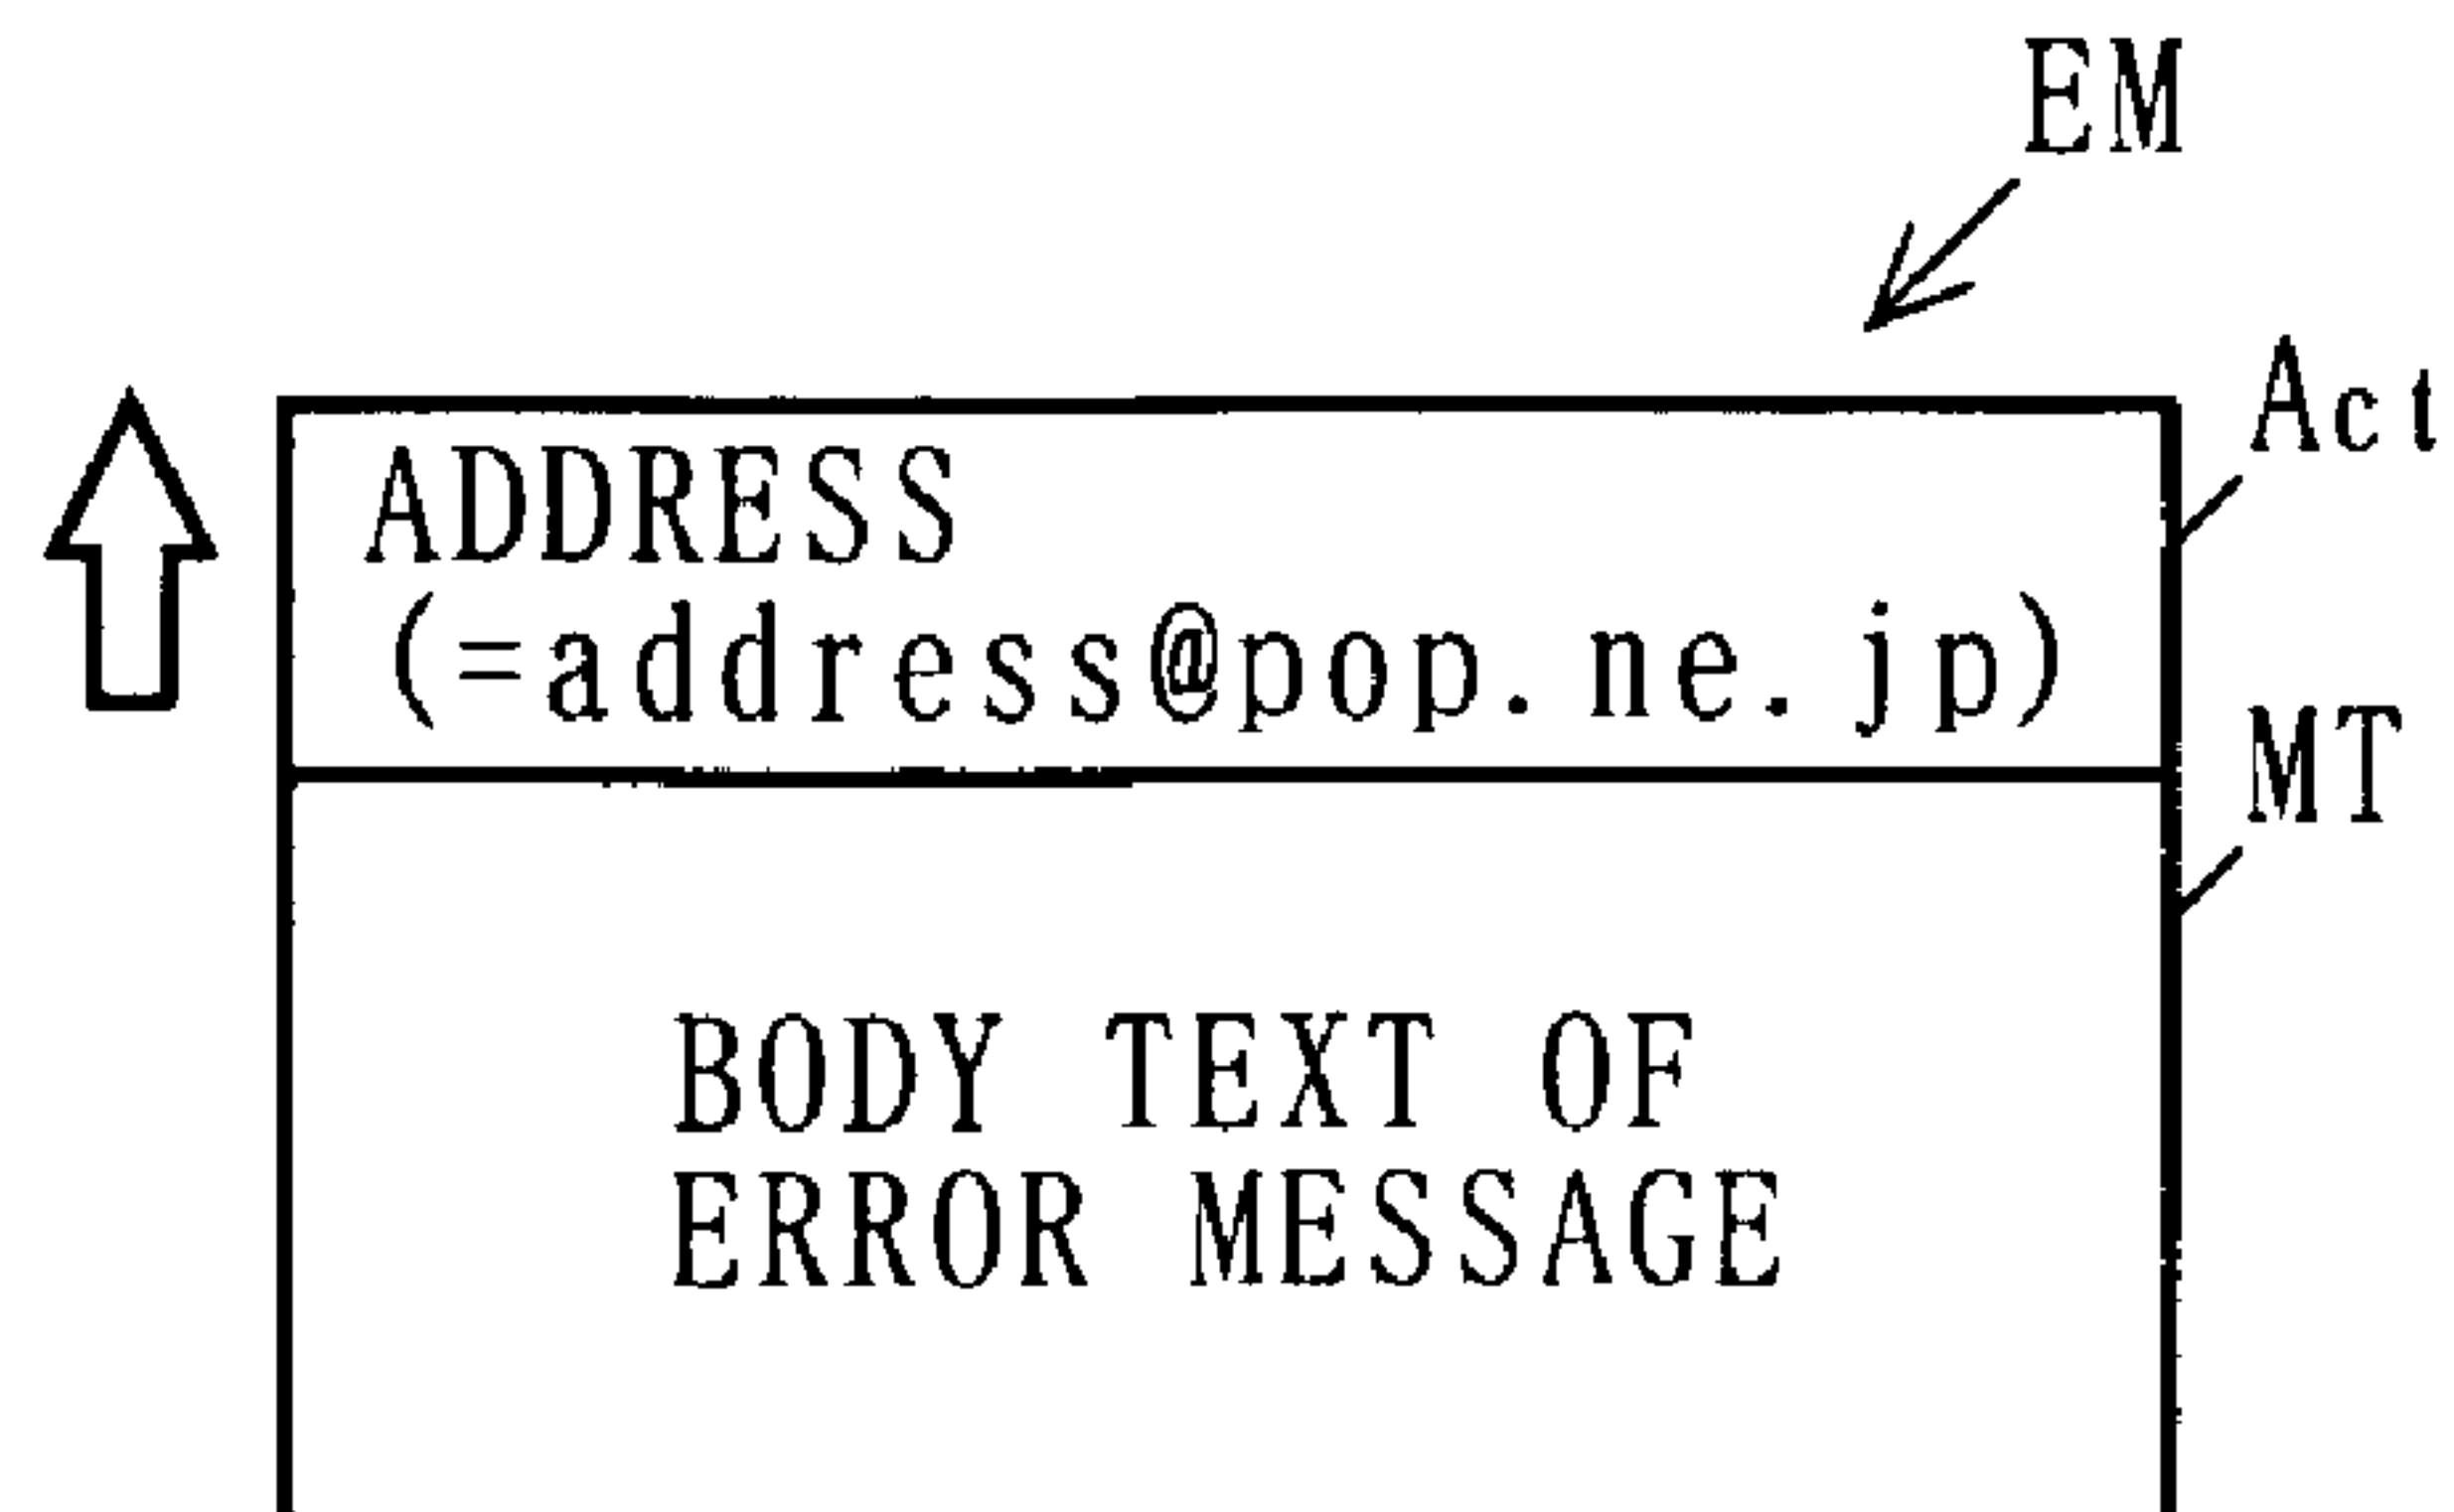 EM
Act
ADDRESS
(=address@pop.ne.jp)
MT
BODY TEXT OF
ERROR MESSAGE